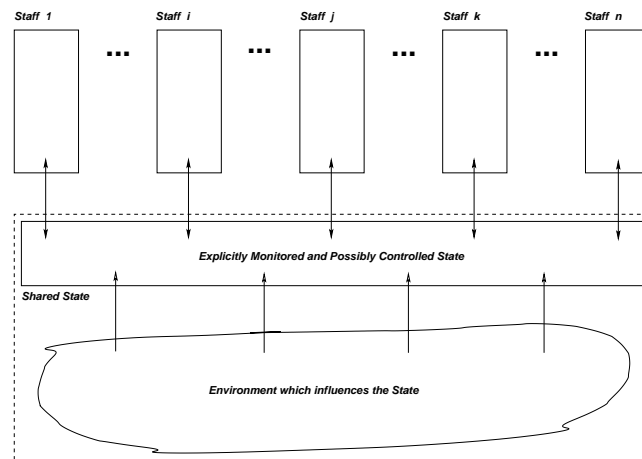 Staff 1 ... Staff i ... Staff j ... Staff k ... Staff n
Explicitly Monitored and Possibly Controlled State
Shared State
Environment which influences the State